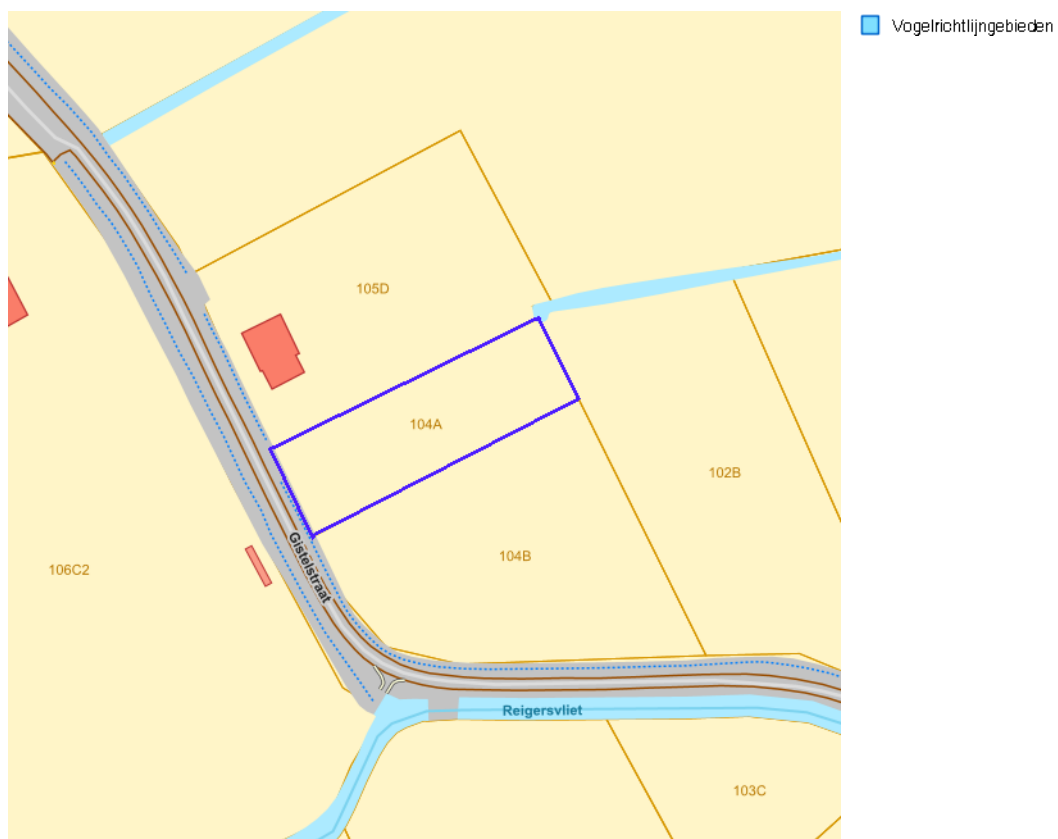 Vogelrichtlijngebieden
105D
104A
102B
104B
106C2
Gistelstraat
Reigersvliet
103C